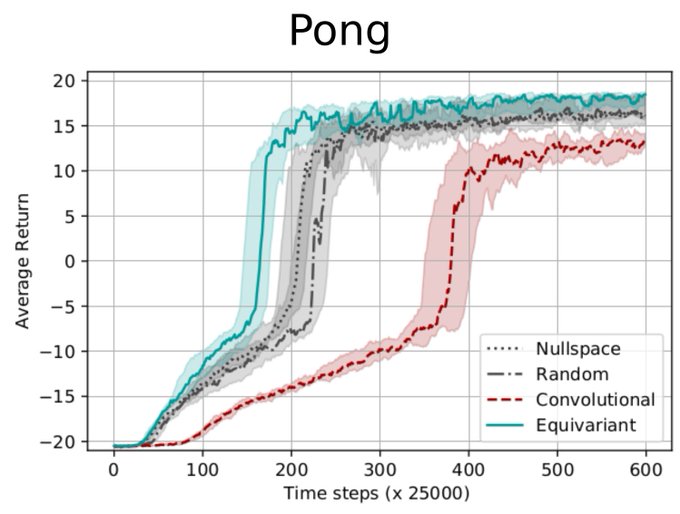 Pong
20
15
10
5
0
−5
−10
−15
−20
Average Return
Nullspace
Random
Convolutional
Equivariant
0 100 200 300 400 500 600
Time steps (x 25000)